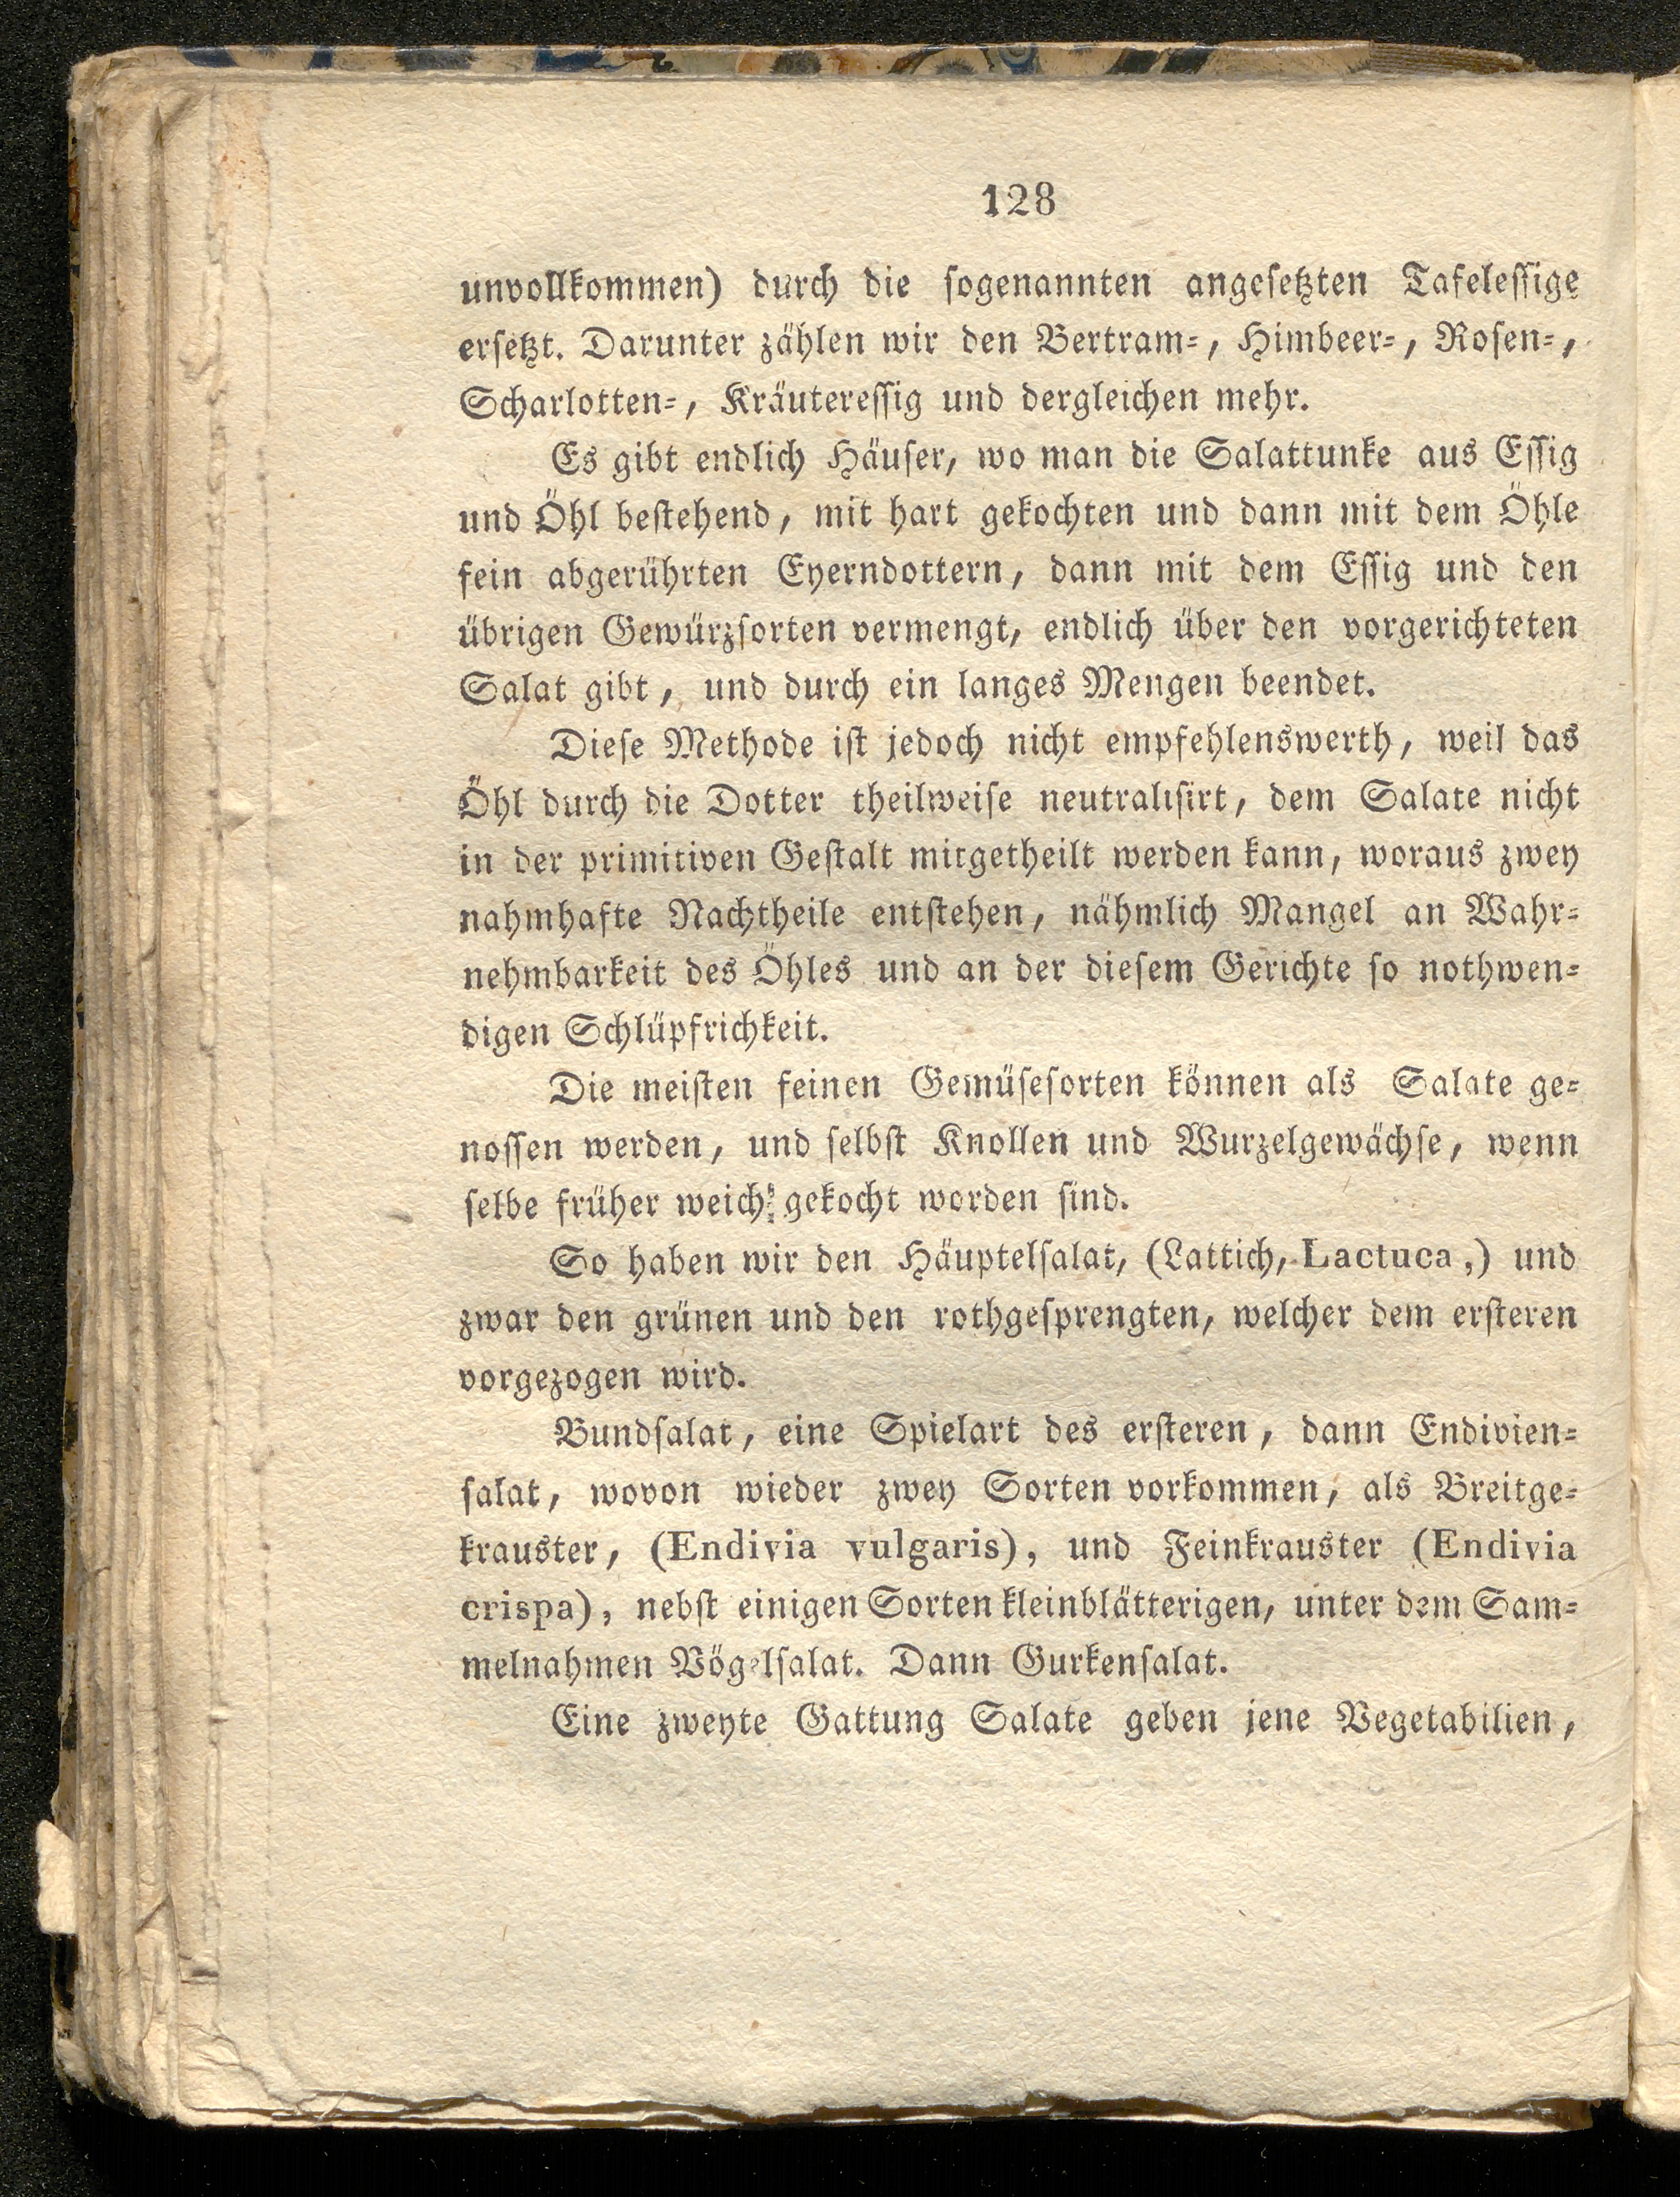 128
unvollkommen) durch die sogenannten angesetzten Tafelessige
ersetzt. Darunter zählen wir den Bertram-, Himbeer-, Rosen-,
Scharlotten-, Kräuteressig und dergleichen mehr.
Es gibt endlich Häuser, wo man die Salattunke aus Essig
und Öhl bestehend, mit hart gekochten und dann mit dem Öhle
fein abgerührten Eyerndottern, dann mit dem Essig und den
übrigen Gewürzsorten vermengt, endlich über den vorgerichteten
Salat gibt, und durch ein langes Mengen beendet.
Diese Methode ist jedoch nicht empfehlenswerth, weil das
Öhl durch die Dotter theilweise neutralisirt, dem Salate nicht
in der primitiven Gestalt mitgetheilt werden kann, woraus zwey
nahmhafte Nachtheile entstehen, nähmlich Mangel an Wahr-
nehmbarkeit des Öhles und an der diesem Gerichte so nothwen-
digen Schlüpfrichkeit.
Die meisten feinen Gemüsesorten können als Salate ge-
nossen werden, und selbst Knollen und Wurzelgewächse, wenn
selbe früher weich gekocht worden sind.
So haben wir den Häuptelsalat, (Lattich, Lactuca,) und
zwar den grünen und den rothgesprengten, welcher dem ersteren
vorgezogen wird.
Bundsalat, eine Spielart des ersteren, dann Endivien-
salat, wovon wieder zwey Sorten vorkommen, als Breitge-
krauster, (Endivia vulgaris), und Feinkrauster (Endivia
crispa), nebst einigen Sorten kleinblätterigen, unter dem Sam-
melnahmen Vögelsalat. Dann Gurkensalat.
Eine zweyte Gattung Salate geben jene Vegetabilien,